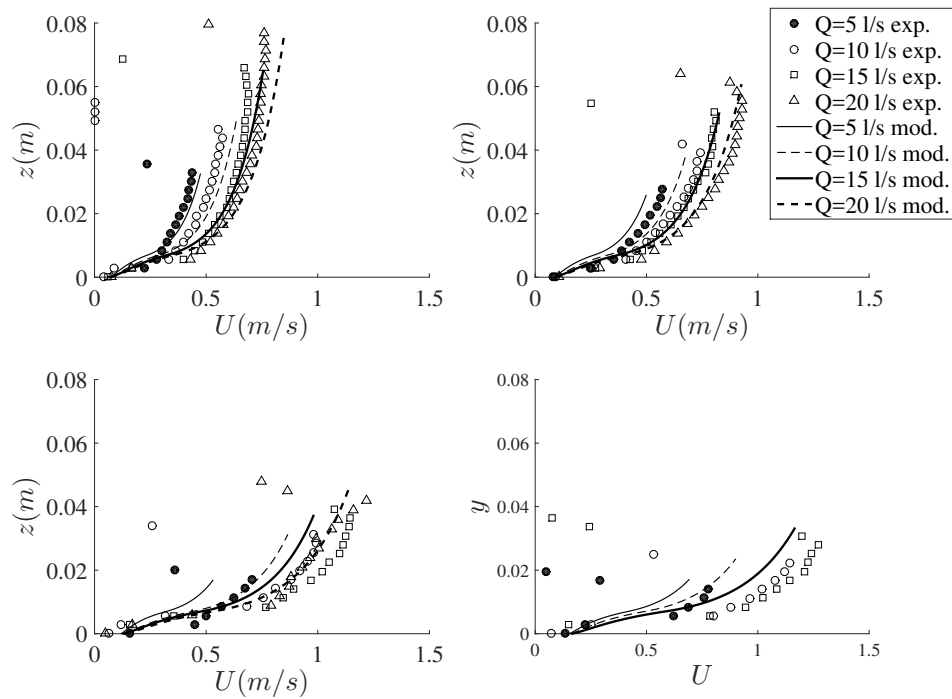 0.08
0.06
0.04
0.02
0
z(m)
0 0.5 1 1.5
U(m/s)
0.08
0.06
0.04
0.02
0
z(m)
0 0.5 1 1.5
U(m/s)
Q=5 l/s exp.
Q=10 l/s exp.
Q=15 l/s exp.
Q=20 l/s exp.
Q=5 l/s mod.
Q=10 l/s mod.
Q=15 l/s mod.
Q=20 l/s mod.
0.08
0.06
0.04
0.02
0
z(m)
0 0.5 1 1.5
U(m/s)
0.08
0.06
0.04
0.02
0
y
0 0.5 1 1.5
U